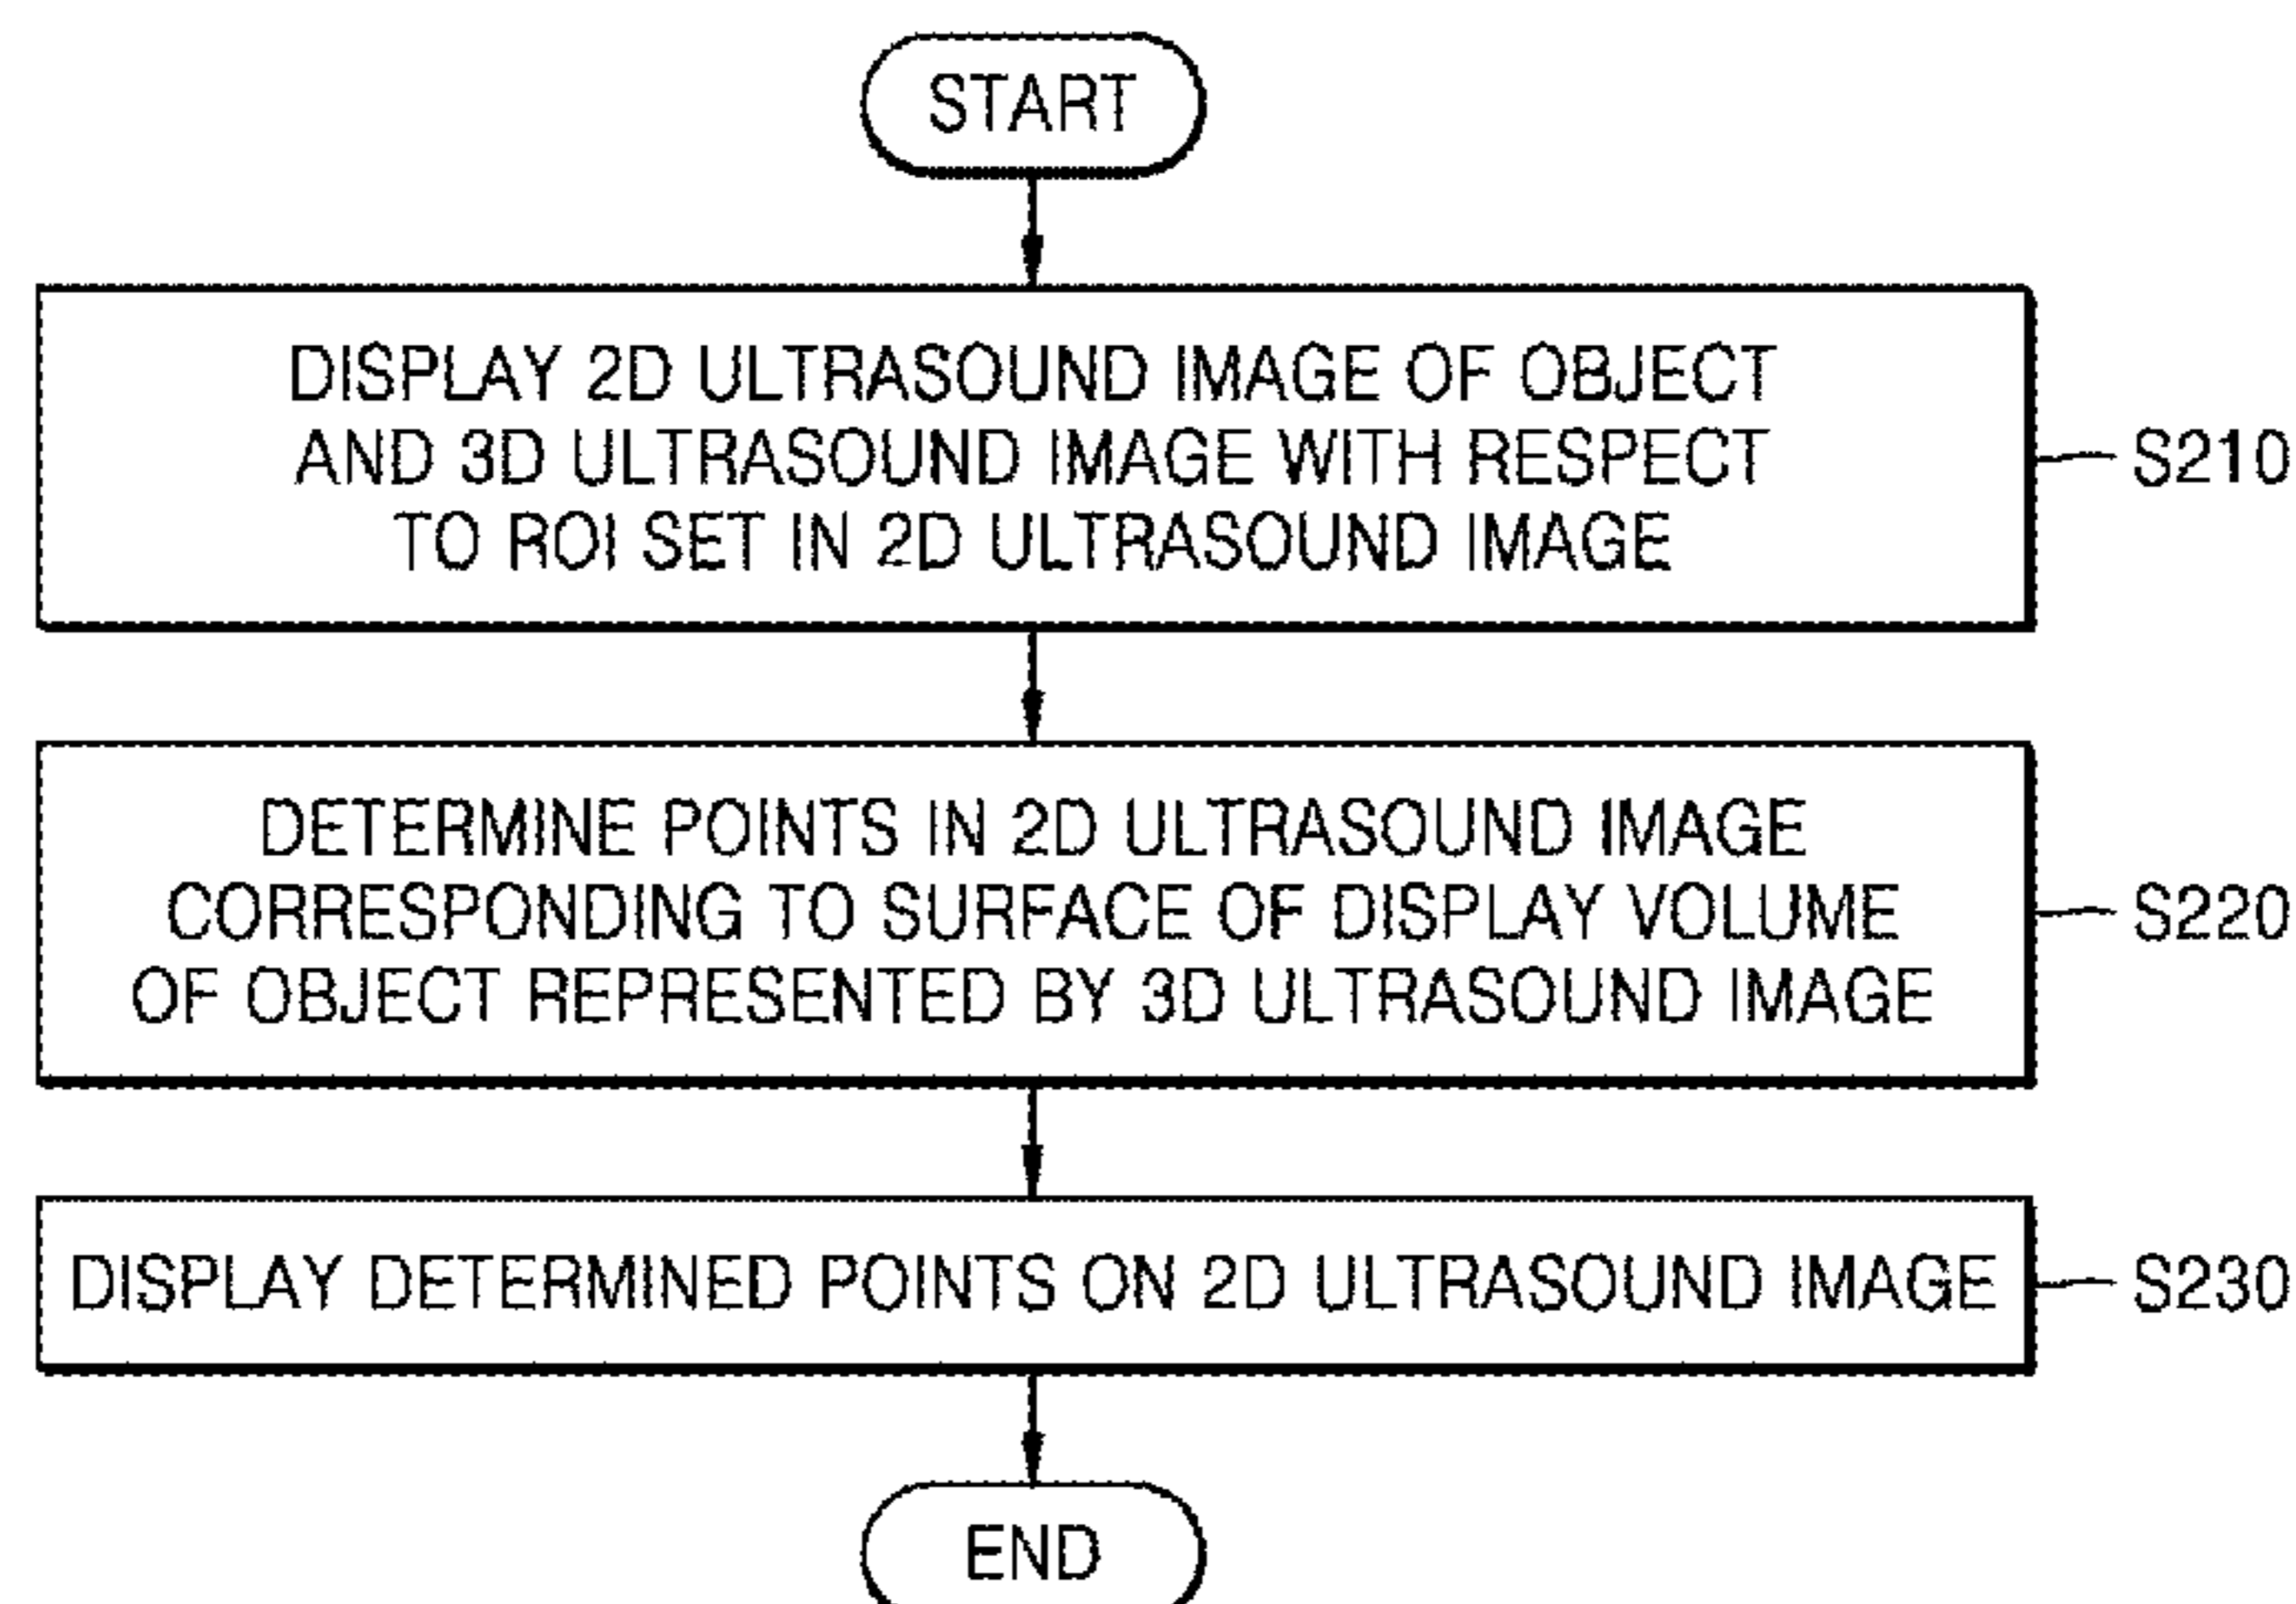 START
DISPLAY 2D ULTRASOUND IMAGE OF OBJECT
AND 3D ULTRASOUND IMAGE WITH RESPECT
TO ROI SET IN 2D ULTRASOUND IMAGE
S210
DETERMINE POINTS IN 2D ULTRASOUND IMAGE
CORRESPONDING TO SURFACE OF DISPLAY VOLUME
OF OBJECT REPRESENTED BY 3D ULTRASOUND IMAGE
S220
DISPLAY DETERMINED POINTS ON 2D ULTRASOUND IMAGE
S230
END